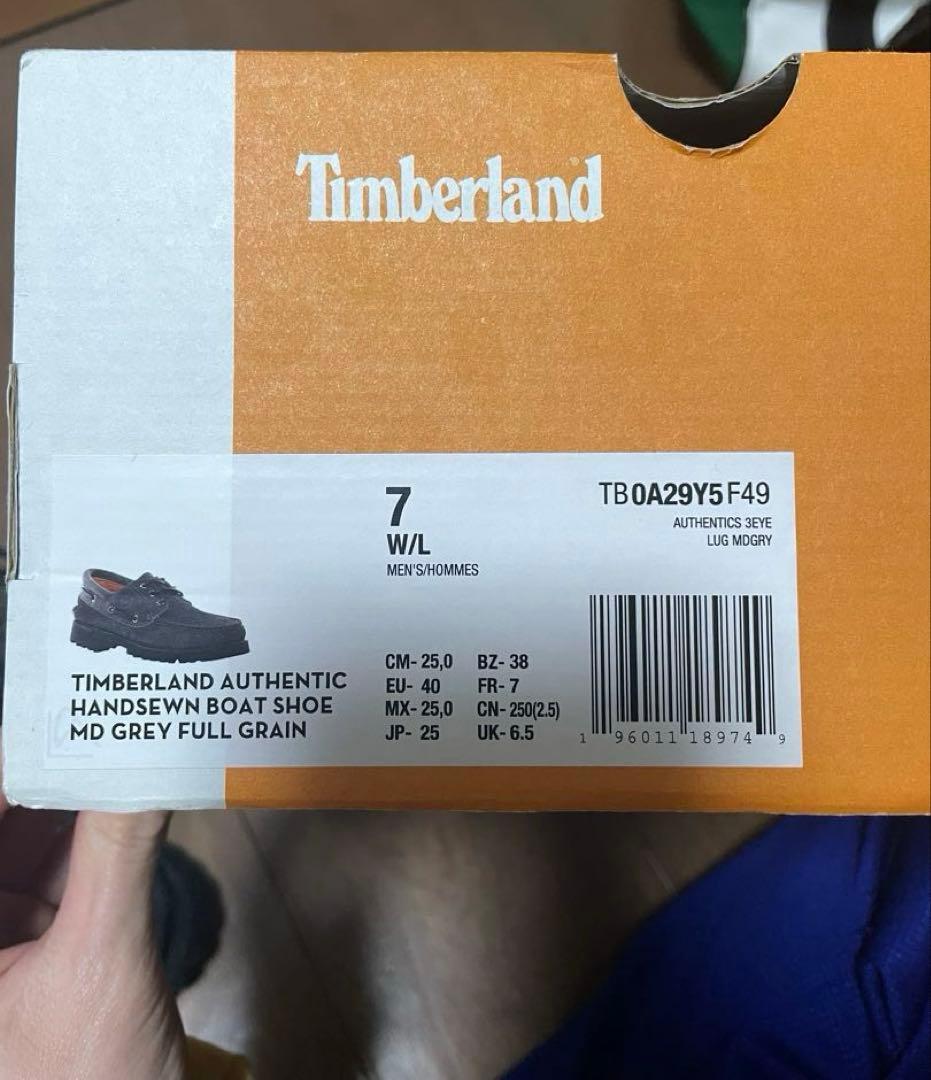 Timberland
7
W/L
MEN'S/HOMMES
TB0A29Y5F49
AUTHENTICS 3EYE
LUG MDGRY
TIMBERLAND AUTHENTIC
HANDSEWN BOAT SHOE
MD GREY FULL GRAIN
CM- 25,0 BZ- 38
EU- 40 FR- 7
MX- 25,0 CN- 250(2.5)
JP- 25 UK- 6.5
1 96011 18974 9